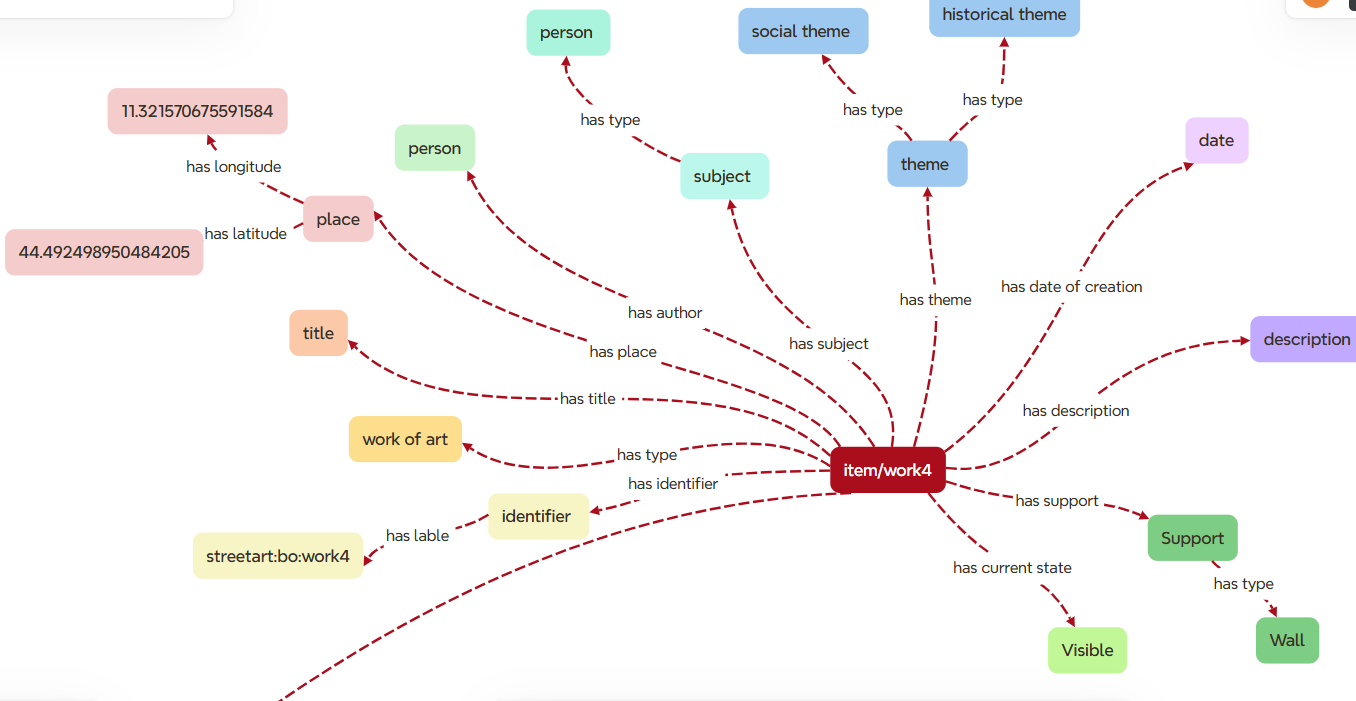 historical theme
social theme
person
has type
has type
has type
11.321570675591584
has longitude
person
subject
theme
date
place
has latitude
44.492498950484205
has date of creation
has theme
has author
has subject
has place
title
description
has title
has description
work of art
has type
item/work4
has identifier
has support
identifier
Support
has lable
streetart:bo:work4
has current state
has type
Visible
Wall